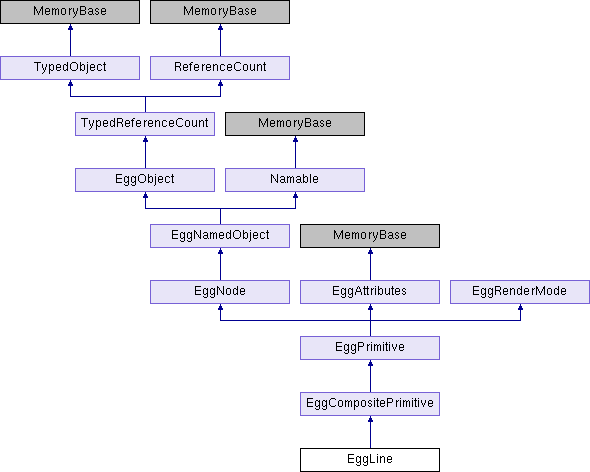 MemoryBase
MemoryBase
TypedObject
ReferenceCount
TypedReferenceCount
MemoryBase
EggObject
Namable
EggNamedObject
MemoryBase
EggNode
EggAttributes
EggRenderMode
EggPrimitive
EggCompositePrimitive
EggLine